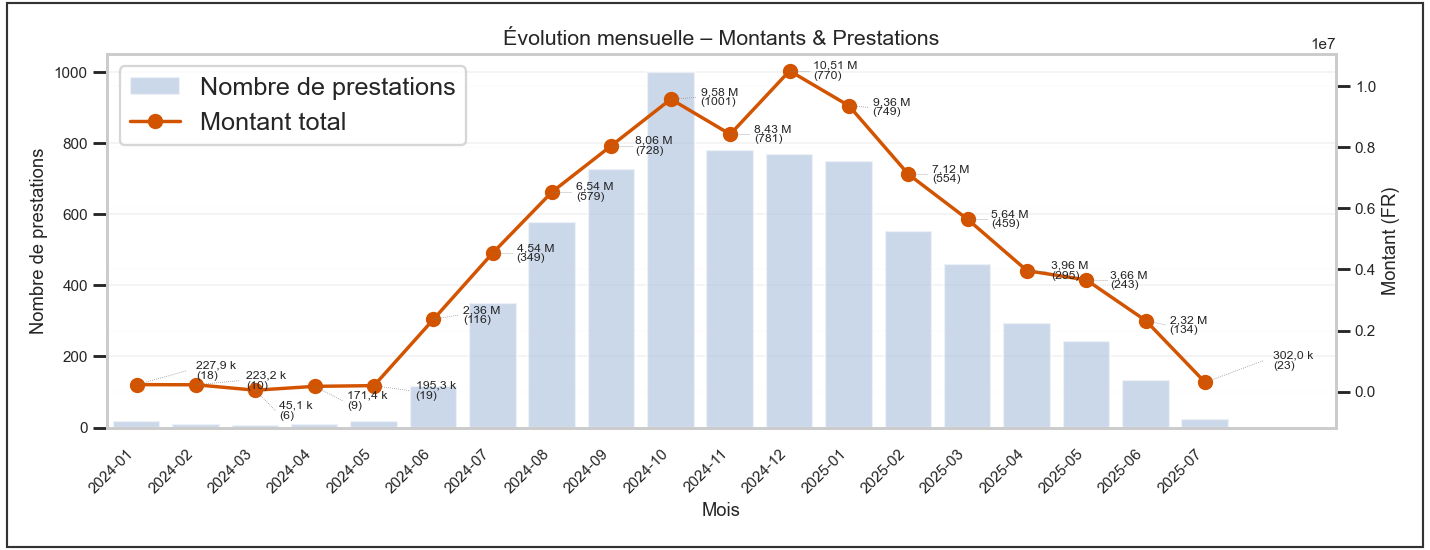 Évolution mensuelle – Montants & Prestations
1e7
Nombre de prestations
Montant total
Nombre de prestations
1000
800
600
400
200
0
1.0
0.8
0.6
0.4
0.2
0.0
Montant (FR)
227,9 k
(18)
223,2 k
(10)
45,1 k
(6)
171,4 k
(9)
195,3 k
(19)
2,36 M
(116)
4,54 M
(349)
6,54 M
(579)
8,06 M
(728)
9,58 M
(1001)
8,43 M
(781)
10,51 M
(770)
9,36 M
(749)
7,12 M
(554)
5,64 M
(459)
3,96 M
(295)
3,66 M
(243)
2,32 M
(134)
302,0 k
(23)
2024-01
2024-02
2024-03
2024-04
2024-05
2024-06
2024-07
2024-08
2024-09
2024-10
2024-11
2024-12
2025-01
2025-02
2025-03
2025-04
2025-05
2025-06
2025-07
Mois